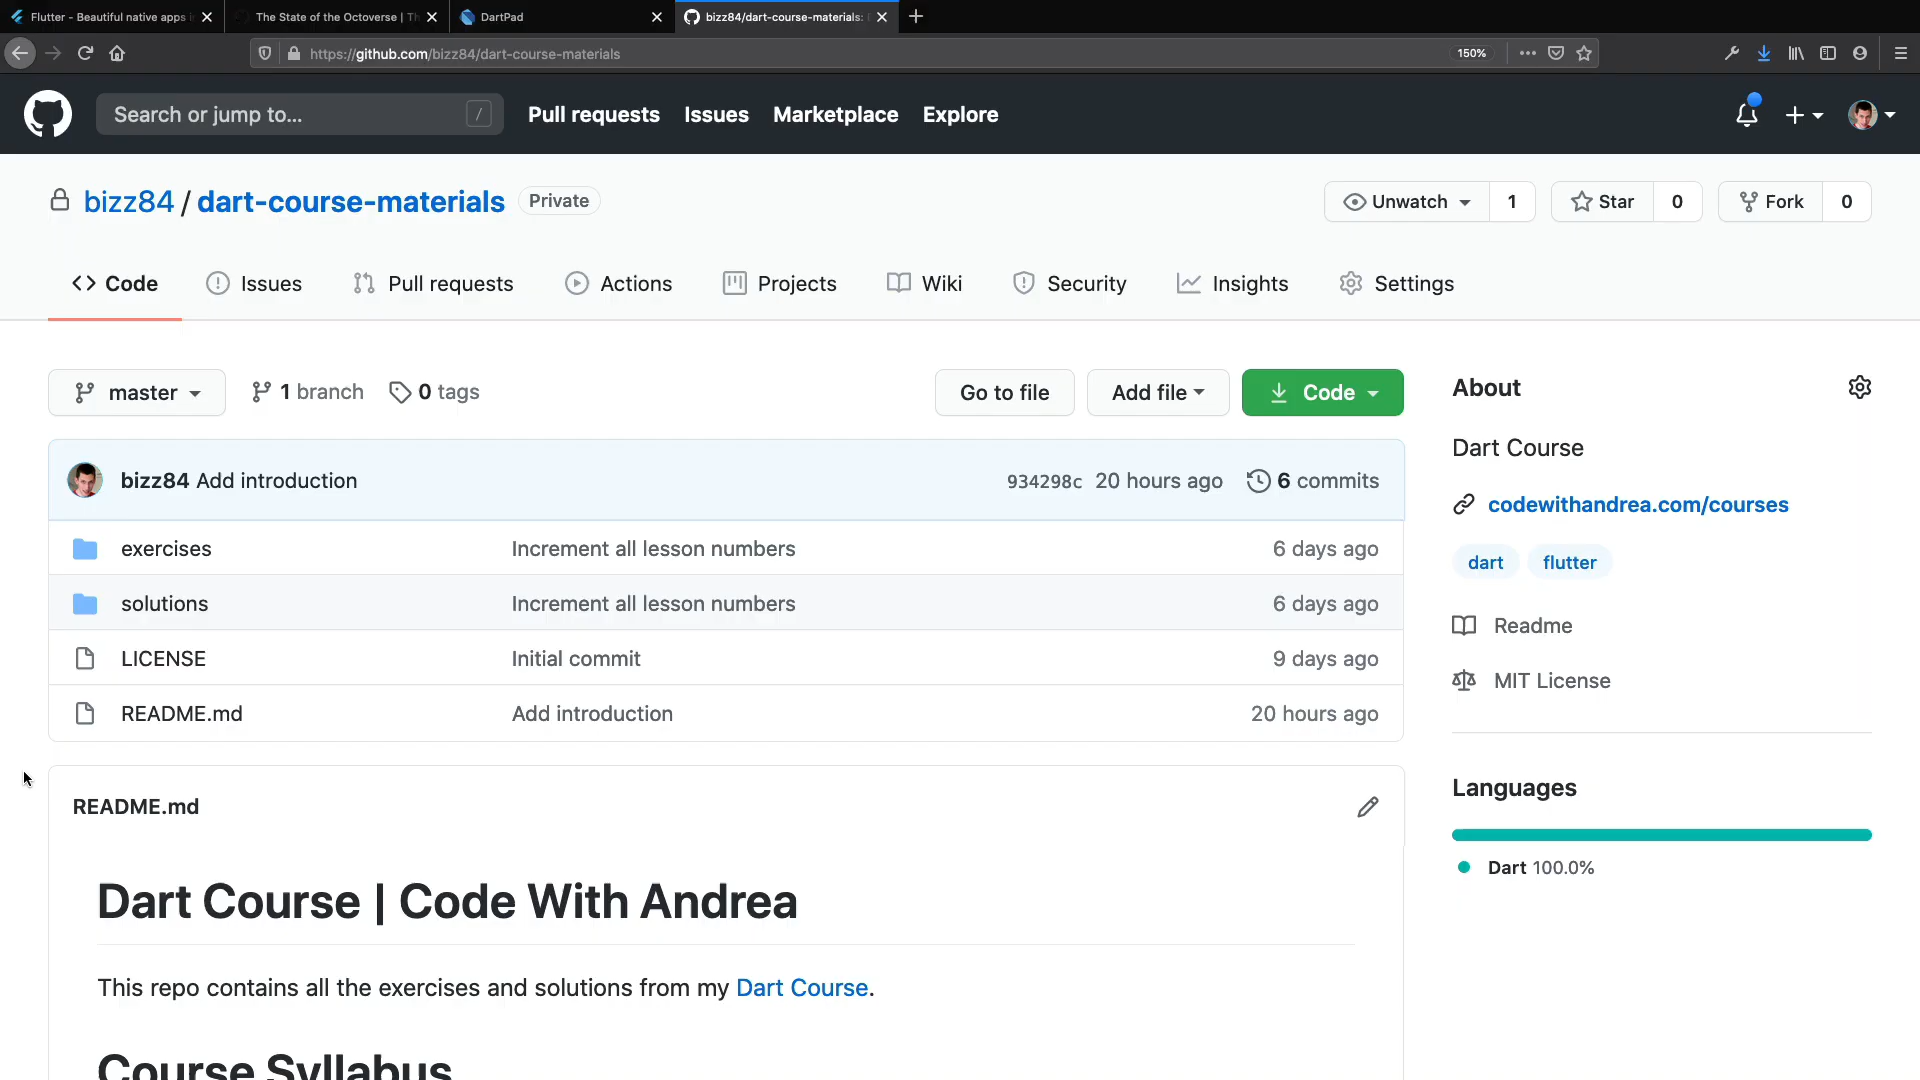 Flutter - Beautiful native apps
The State of the Octoverse | Th
DartPad
bizz84/dart-course-materials:
https://github.com/bizz84/dart-course-materials
150%
Search or jump to...
/
Pull requests
Issues
Marketplace
Explore
bizz84 / dart-course-materials
Private
Unwatch
1
Star
0
Fork
0
Code
Issues
Pull requests
Actions
Projects
Wiki
Security
Insights
Settings
master
1 branch
0 tags
Go to file
Add file
Code
bizz84 Add introduction
934298c 20 hours ago
6 commits
exercises
Increment all lesson numbers
6 days ago
solutions
Increment all lesson numbers
6 days ago
LICENSE
Initial commit
9 days ago
README.md
Add introduction
20 hours ago
About
Dart Course
codewithandrea.com/courses
dart
flutter
Readme
MIT License
Languages
Dart 100.0%
README.md
Dart Course | Code With Andrea
This repo contains all the exercises and solutions from my Dart Course.
Course Syllabus